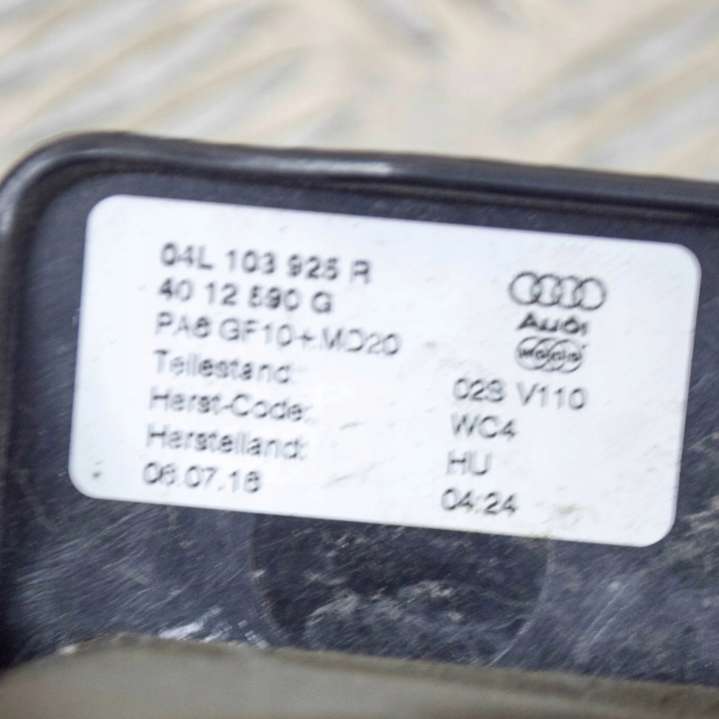 04L 103 925 R
40 12 590 G
PA6 GF10+MD20
Audi
Teilestand: 02S V110
Herst-Code: WC4
Herstelland: HU
06.07.16 04:24